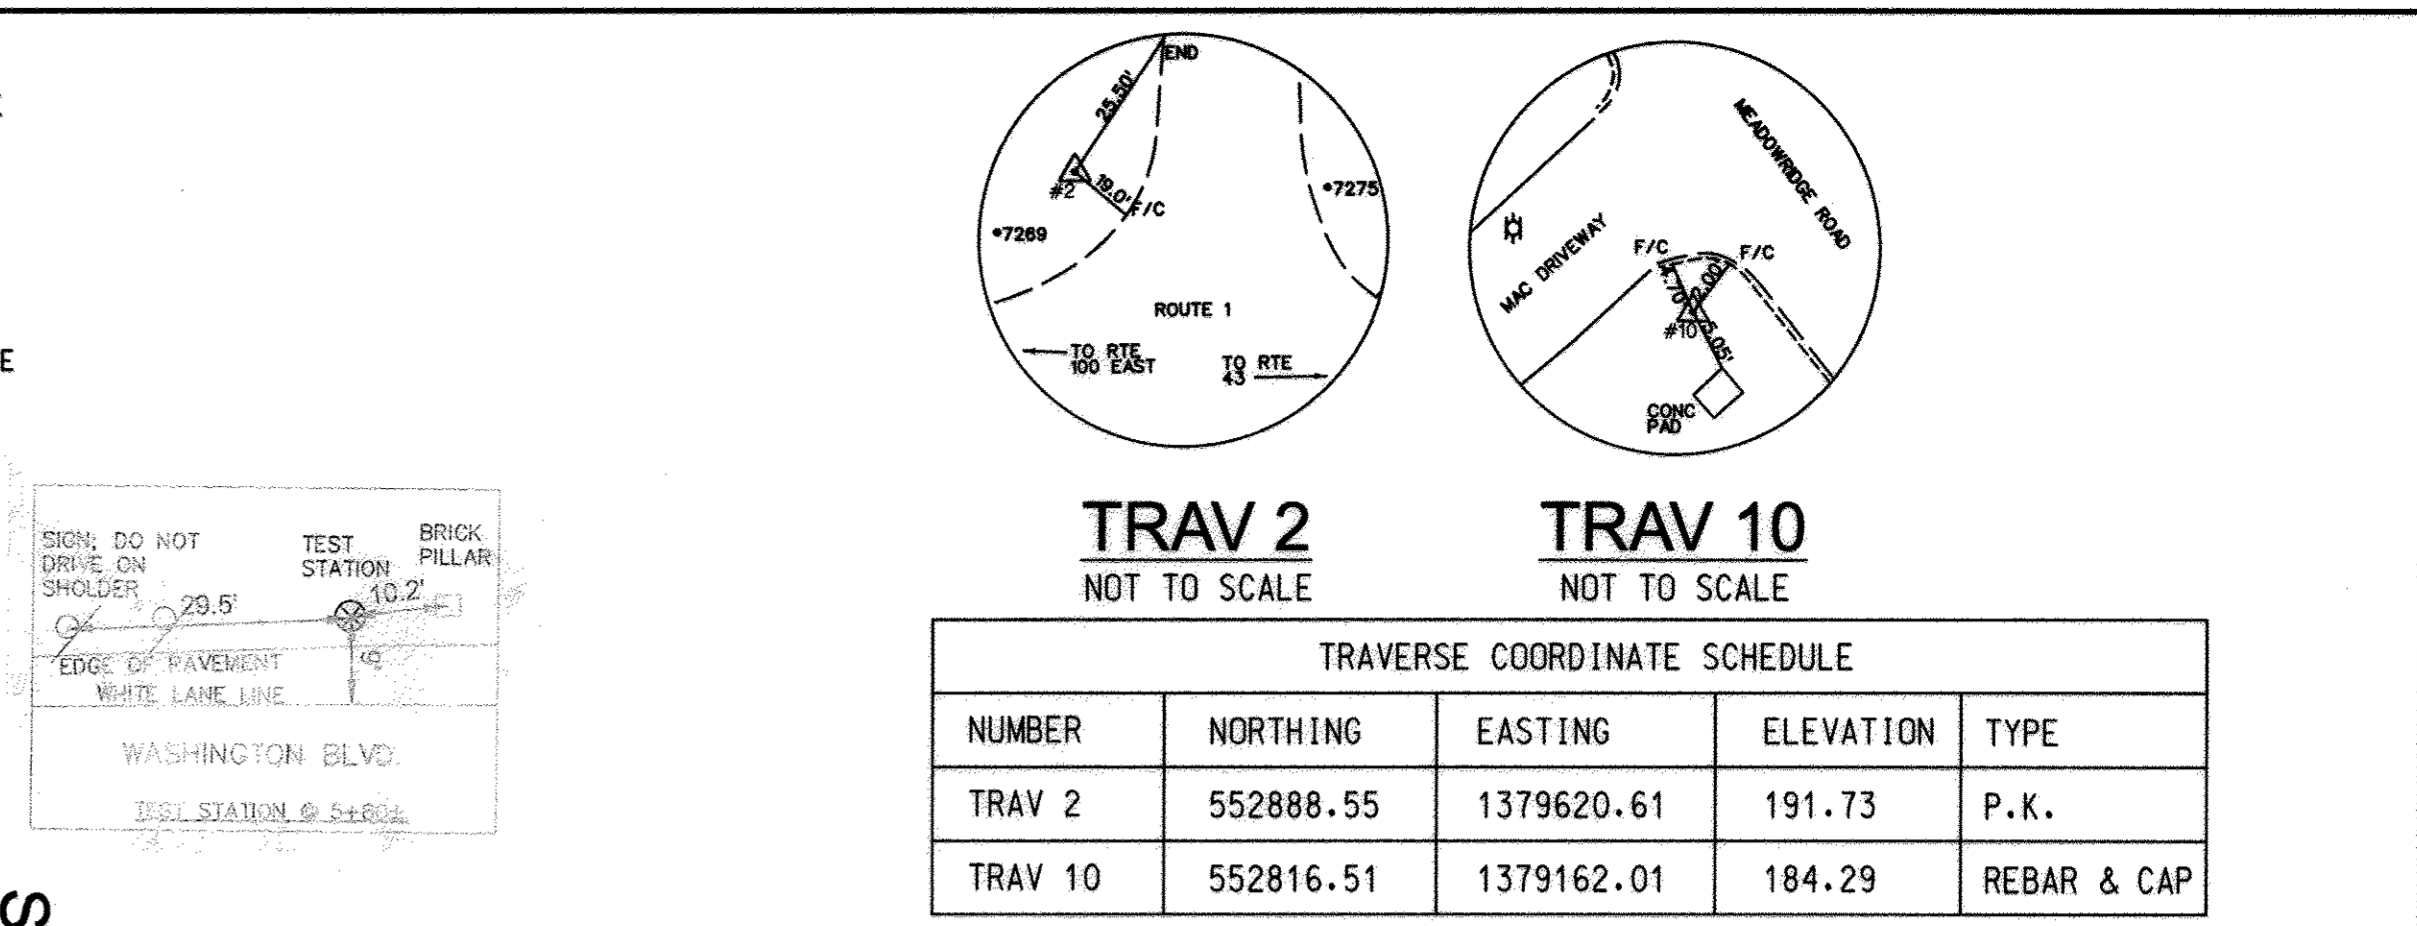 E
S
END
25.50'
#2
19.0'
F/C
•7269
•7275
ROUTE 1
TO RTE
100 EAST
TO RTE
43
TRAV 2
NOT TO SCALE
MEADOWRIDGE ROAD
MAC DRIVEWAY
F/C
F/C
#10
CONC
PAD
TRAV 10
NOT TO SCALE
SIGN; DO NOT
DRIVE ON
SHOLDER
TEST
STATION
BRICK
PILLAR
29.5'
10.2'
EDGE OF PAVEMENT
WHITE LANE LINE
WASHINGTON BLVD.
TEST STATION @ 5+80±
TRAVERSE COORDINATE SCHEDULE
NUMBER NORTHING EASTING ELEVATION TYPE
TRAV 2 552888.55 1379620.61 191.73 P.K.
TRAV 10 552816.51 1379162.01 184.29 REBAR & CAP